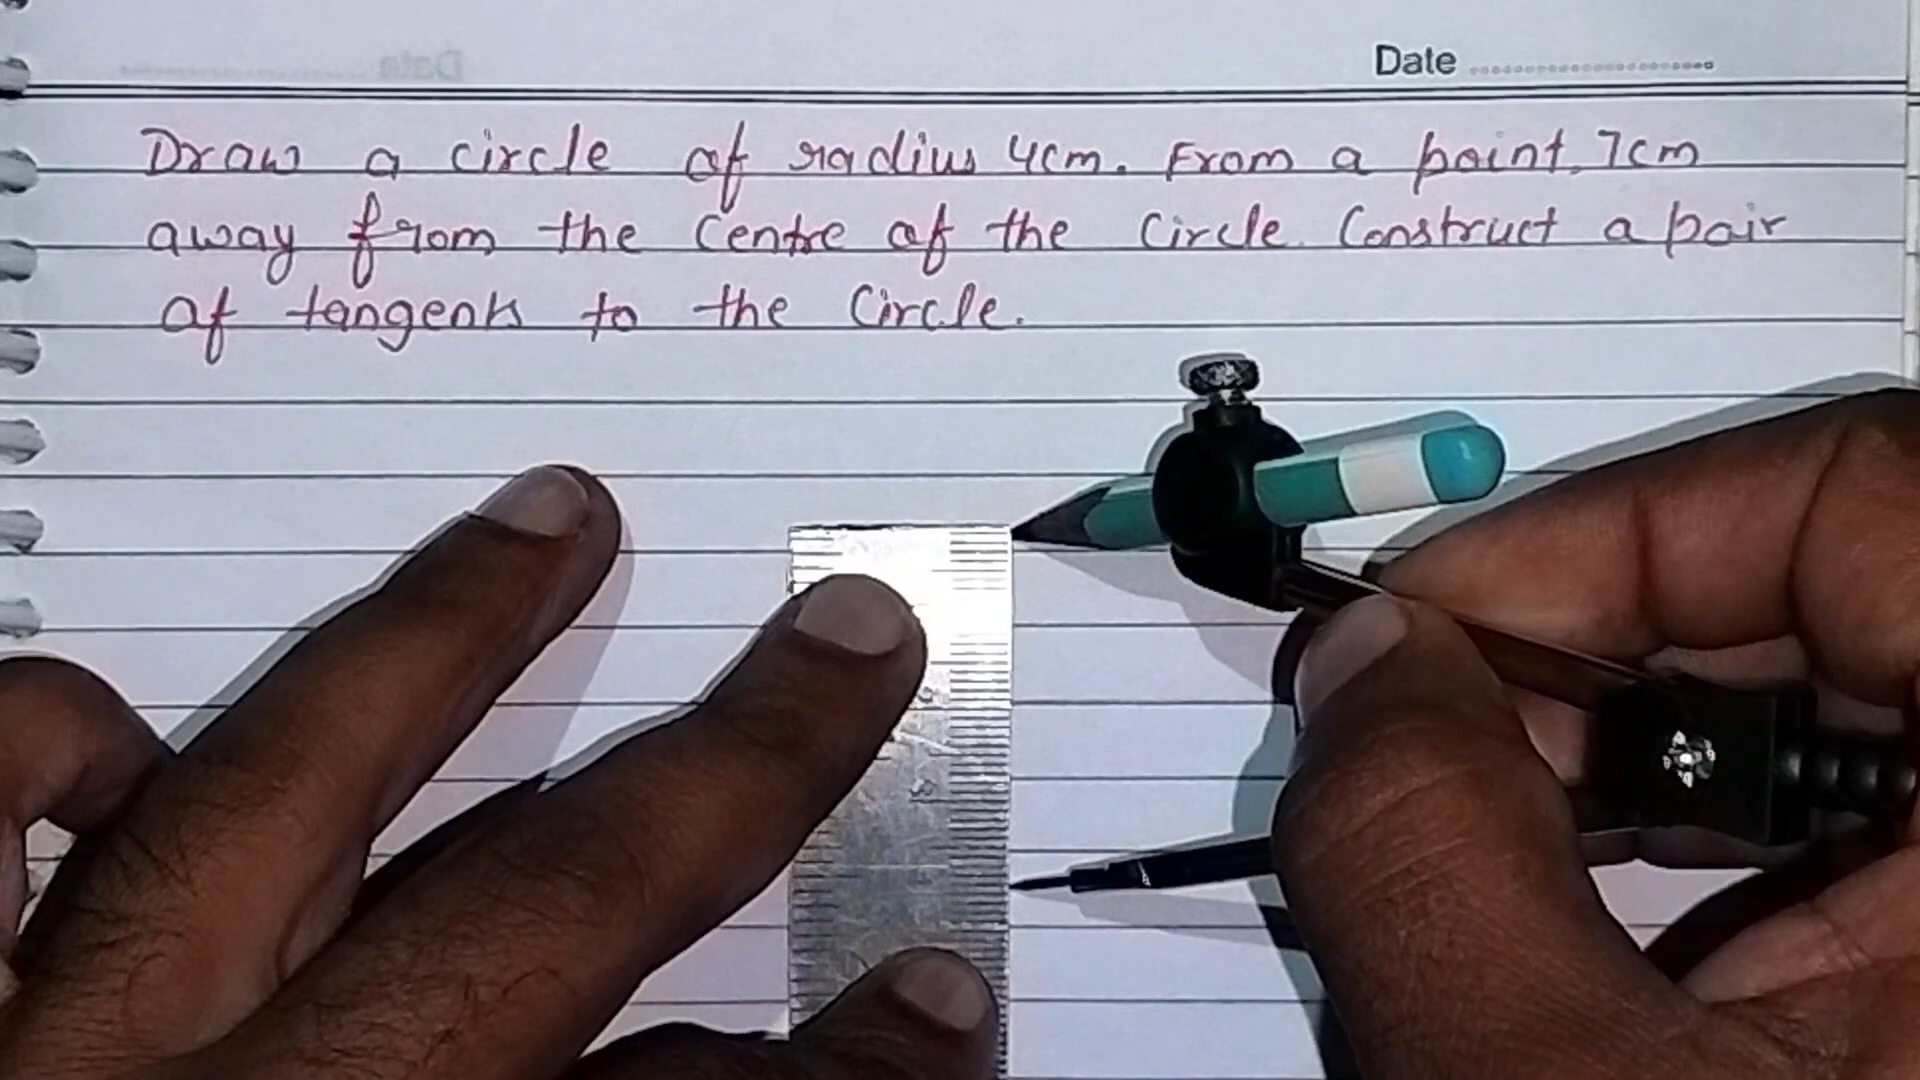 Date ........................
Draw a circle of radius 4cm. From a point 7cm
away from the Centre of the Circle. Construct a pair
of tangents to the Circle.